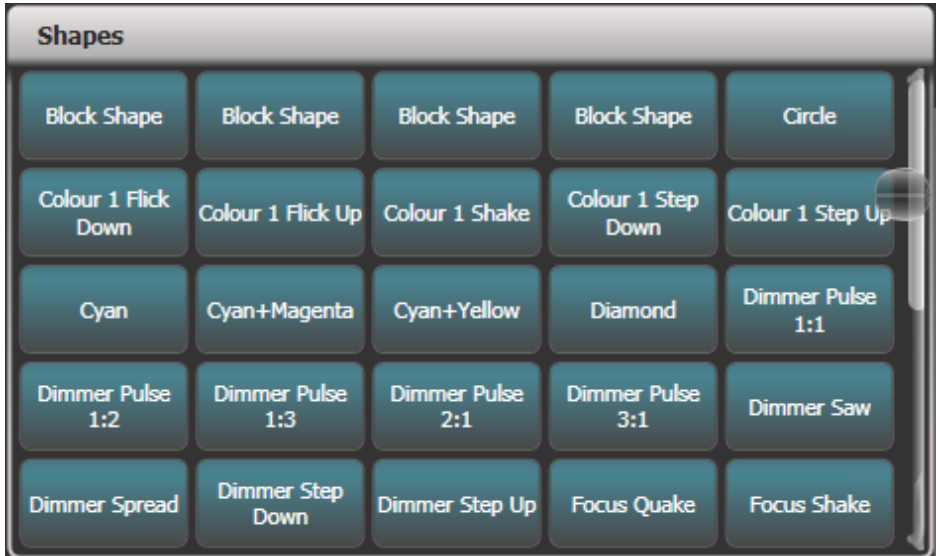 Shapes
Block Shape
Block Shape
Block Shape
Block Shape
Circle
Colour 1 Flick
Down
Colour 1 Flick Up
Colour 1 Shake
Colour 1 Step
Down
Colour 1 Step Up
Cyan
Cyan+Magenta
Cyan+Yellow
Diamond
Dimmer Pulse
1:1
Dimmer Pulse
1:2
Dimmer Pulse
1:3
Dimmer Pulse
2:1
Dimmer Pulse
3:1
Dimmer Saw
Dimmer Spread
Dimmer Step
Down
Dimmer Step Up
Focus Quake
Focus Shake